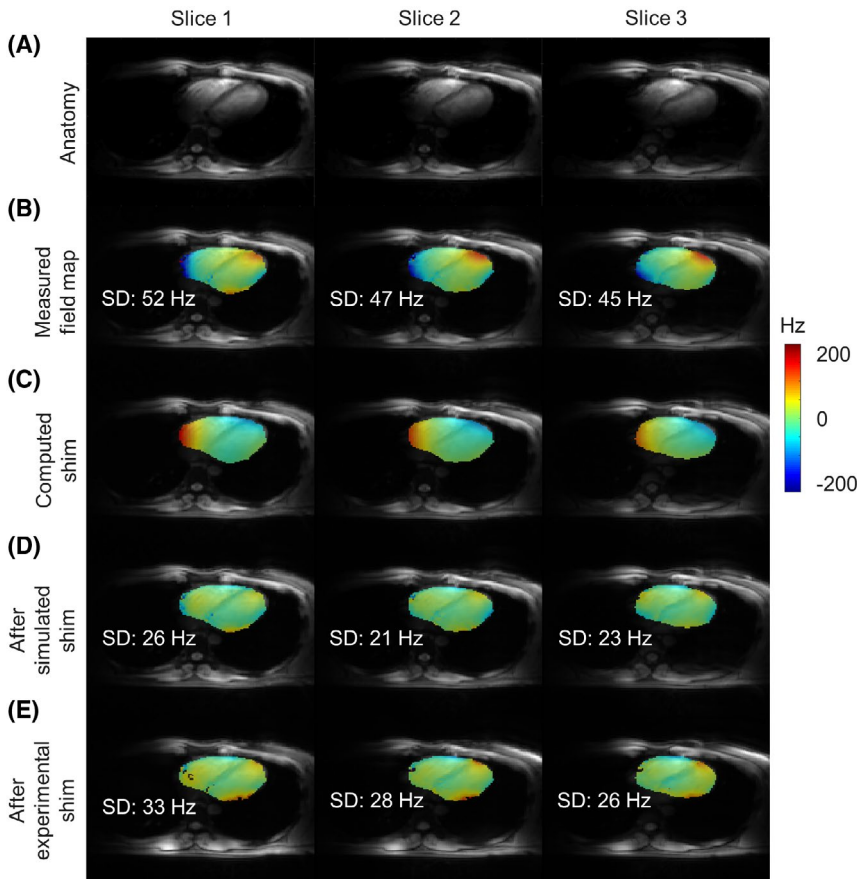 Slice 1 Slice 2 Slice 3
(A)
Anatomy
(B)
Measured
field map
SD: 52 Hz SD: 47 Hz SD: 45 Hz
Hz
200
0
-200
(C)
Computed
shim
(D)
After
simulated
shim
SD: 26 Hz SD: 21 Hz SD: 23 Hz
(E)
After
experimental
shim
SD: 33 Hz SD: 28 Hz SD: 26 Hz